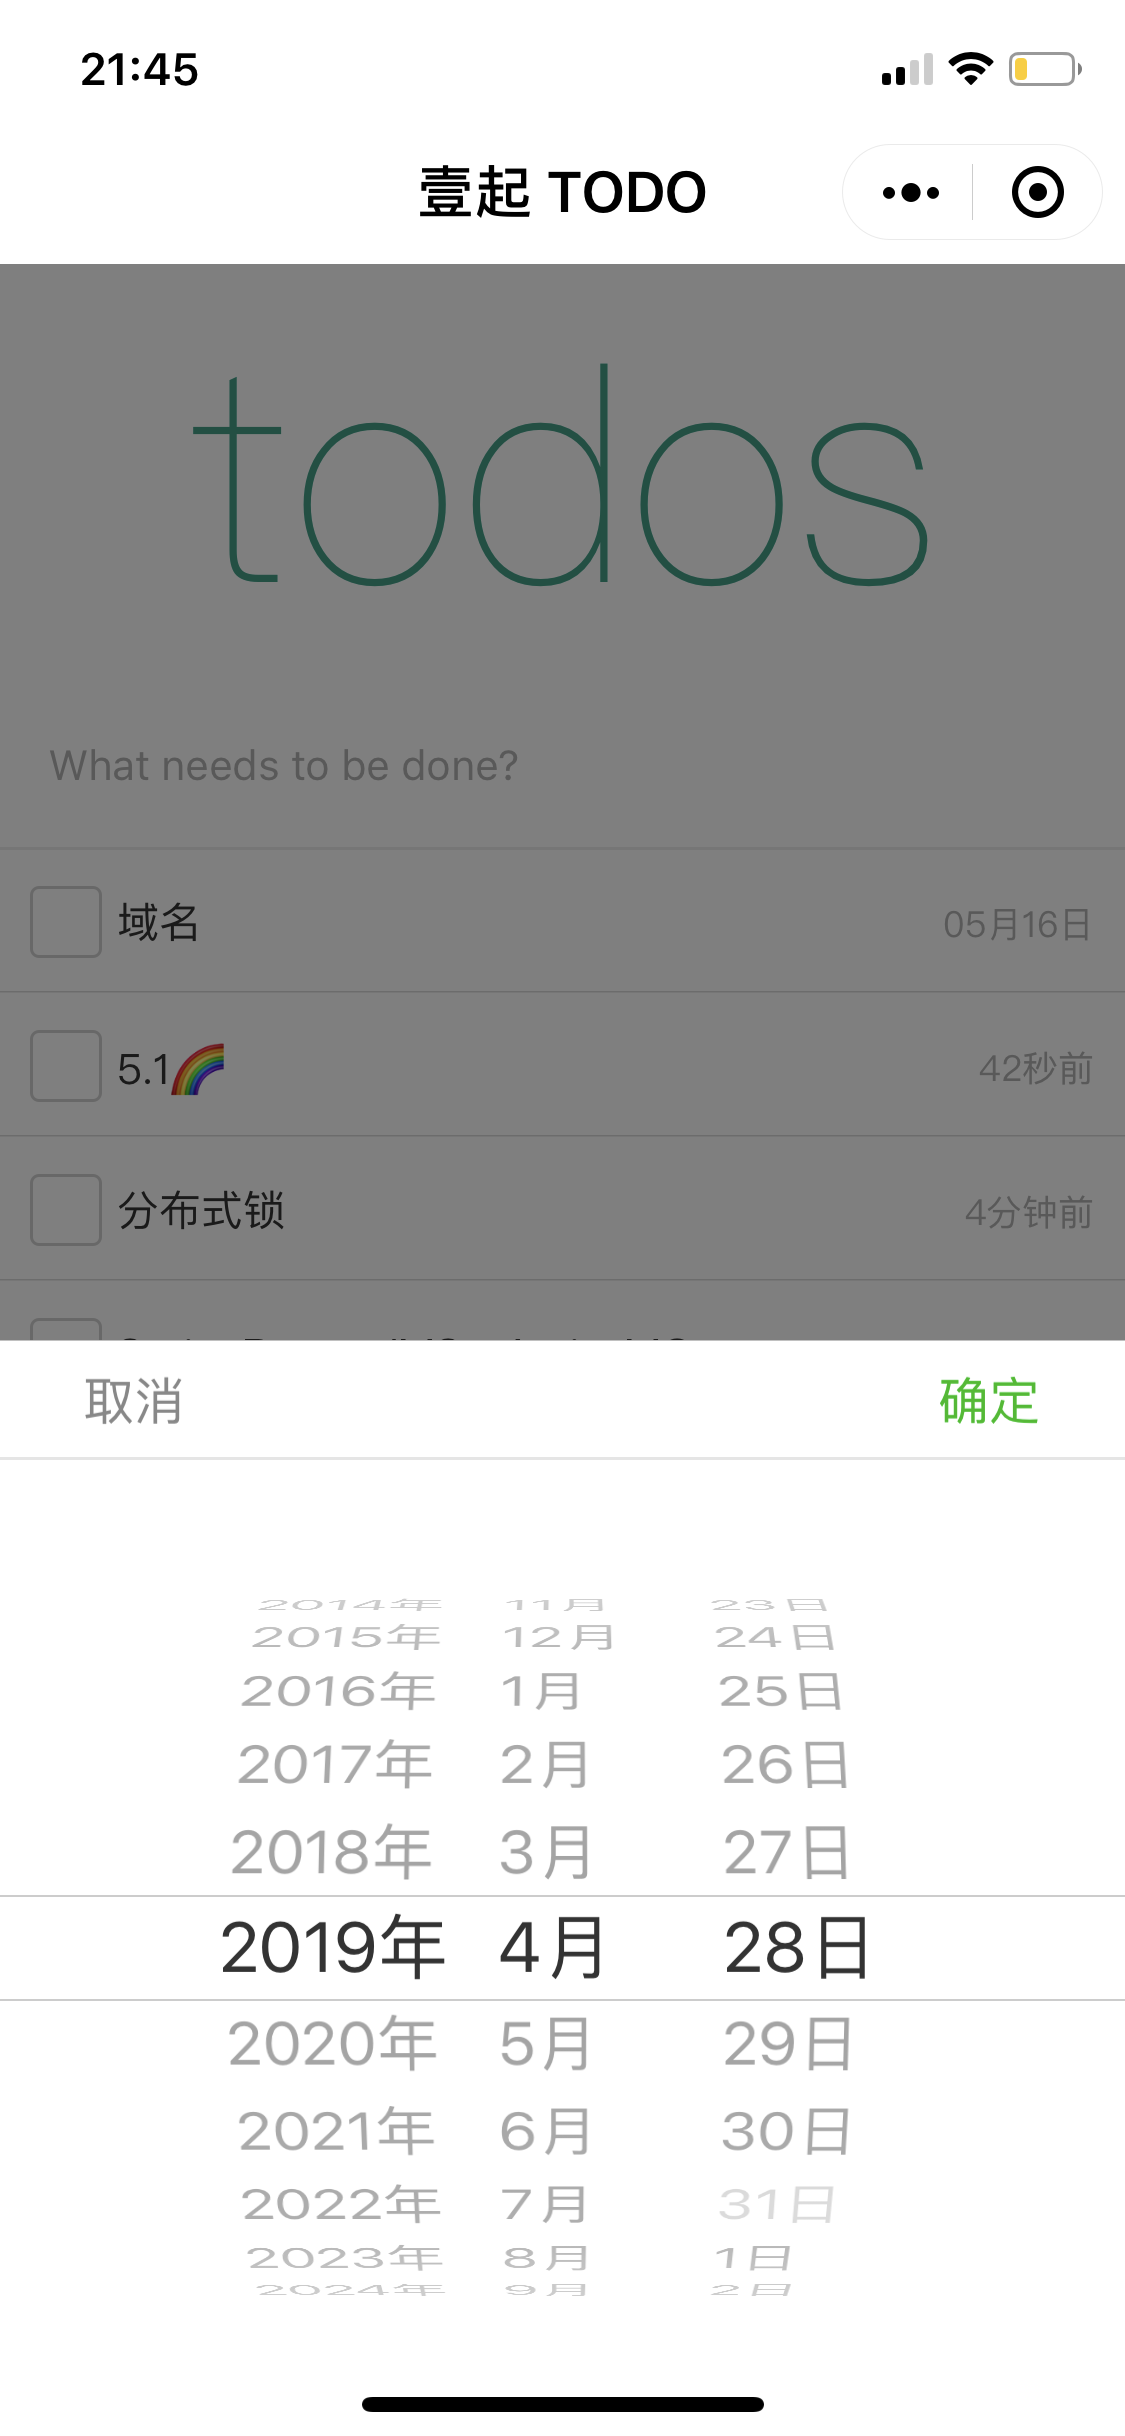 21:45
壹起 TODO
todos
What needs to be done?
域名 05月16日
5.1🌈 42秒前
分布式锁 4分钟前
取消 确定
2014年 11月 23日
2015年 12月 24日
2016年 1月 25日
2017年 2月 26日
2018年 3月 27日
2019年 4月 28日
2020年 5月 29日
2021年 6月 30日
2022年 7月 31日
2023年 8月 1日
2024年 9月 2日